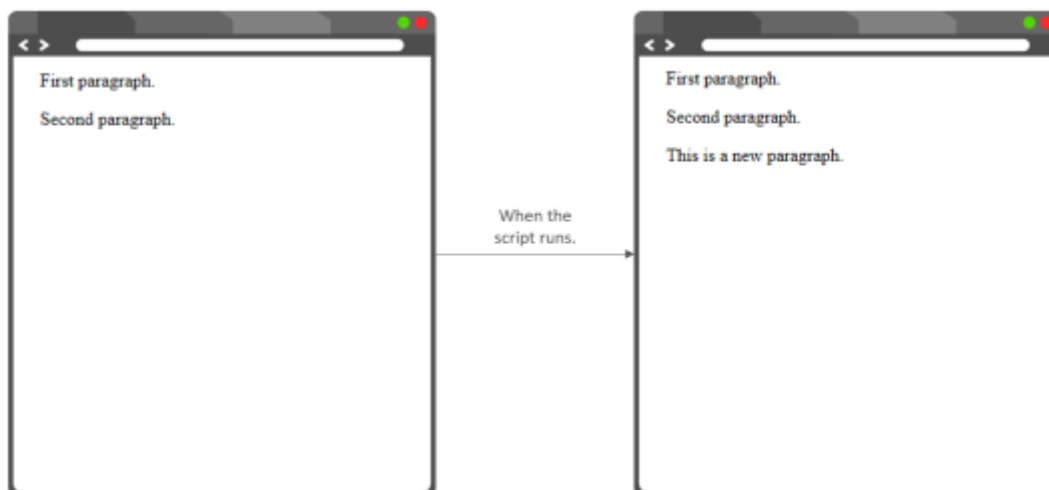 First paragraph.
Second paragraph.
When the
script runs.
First paragraph.
Second paragraph.
This is a new paragraph.